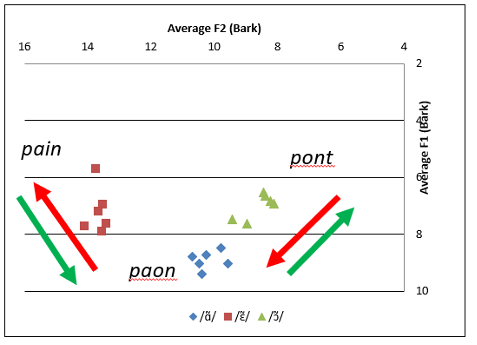 Average F2 (Bark)
16 14 12 10 8 6 4
2
4
6
8
10
Average F1 (Bark)
pain
pont
paon
/ɑ̃/ /ɛ̃/ /ɔ̃/